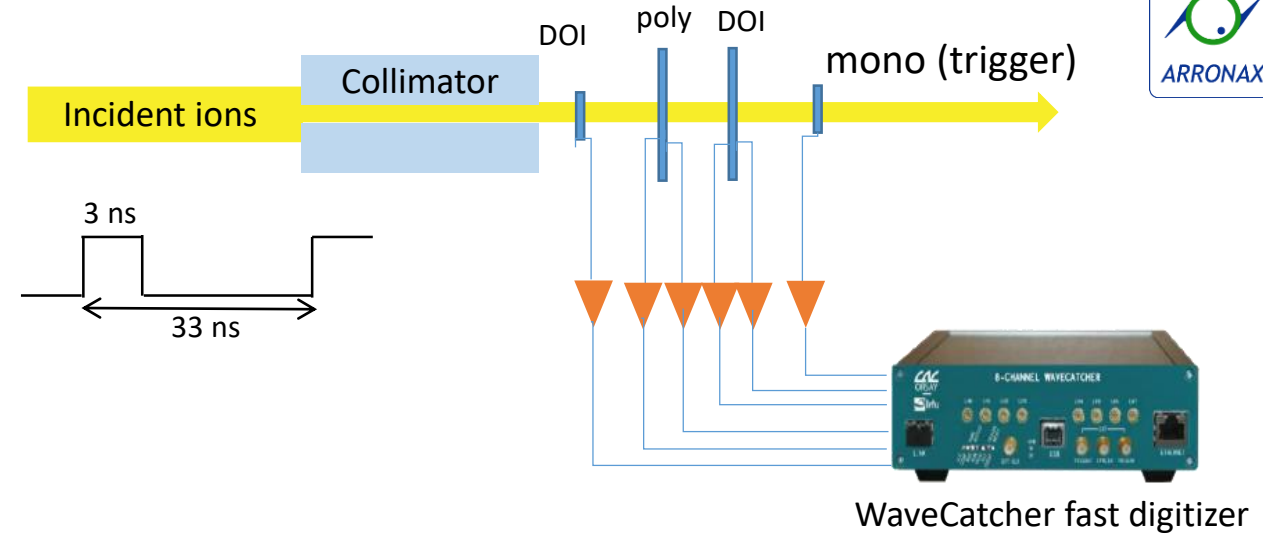 DOI
poly
DOI
mono (trigger)
ARRONAX
Collimator
Incident ions
3 ns
33 ns
8-CHANNEL WAVECATCHER
WaveCatcher fast digitizer